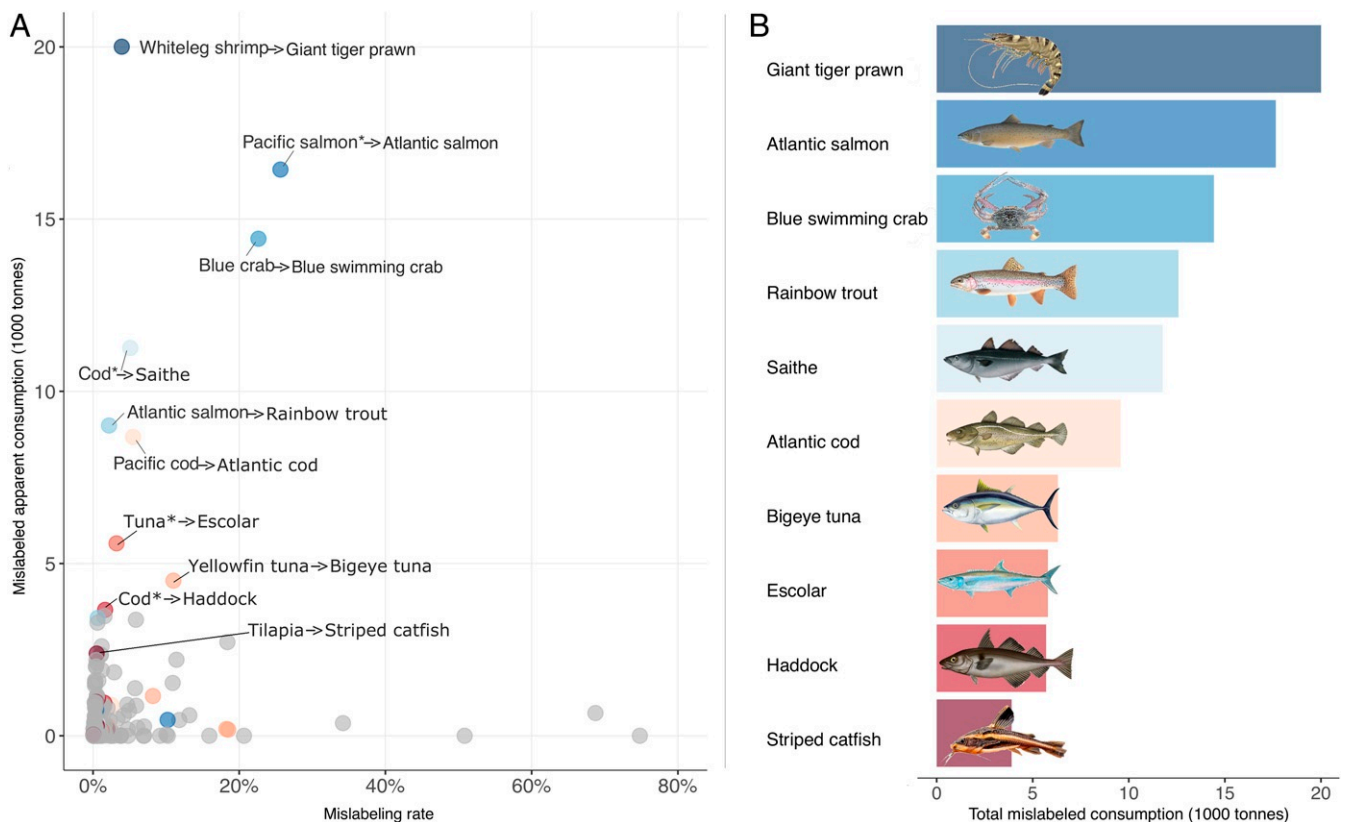 A
Mislabeled apparent consumption (1000 tonnes)
20
15
10
5
0
Whiteleg shrimp->Giant tiger prawn
Pacific salmon*->Atlantic salmon
Blue crab->Blue swimming crab
Cod*->Saithe
Atlantic salmon->Rainbow trout
Pacific cod->Atlantic cod
Tuna*->Escolar
Yellowfin tuna->Bigeye tuna
Cod*->Haddock
Tilapia->Striped catfish
0% 20% 40% 60% 80%
Mislabeling rate
B
Giant tiger prawn
Atlantic salmon
Blue swimming crab
Rainbow trout
Saithe
Atlantic cod
Bigeye tuna
Escolar
Haddock
Striped catfish
0 5 10 15 20
Total mislabeled consumption (1000 tonnes)